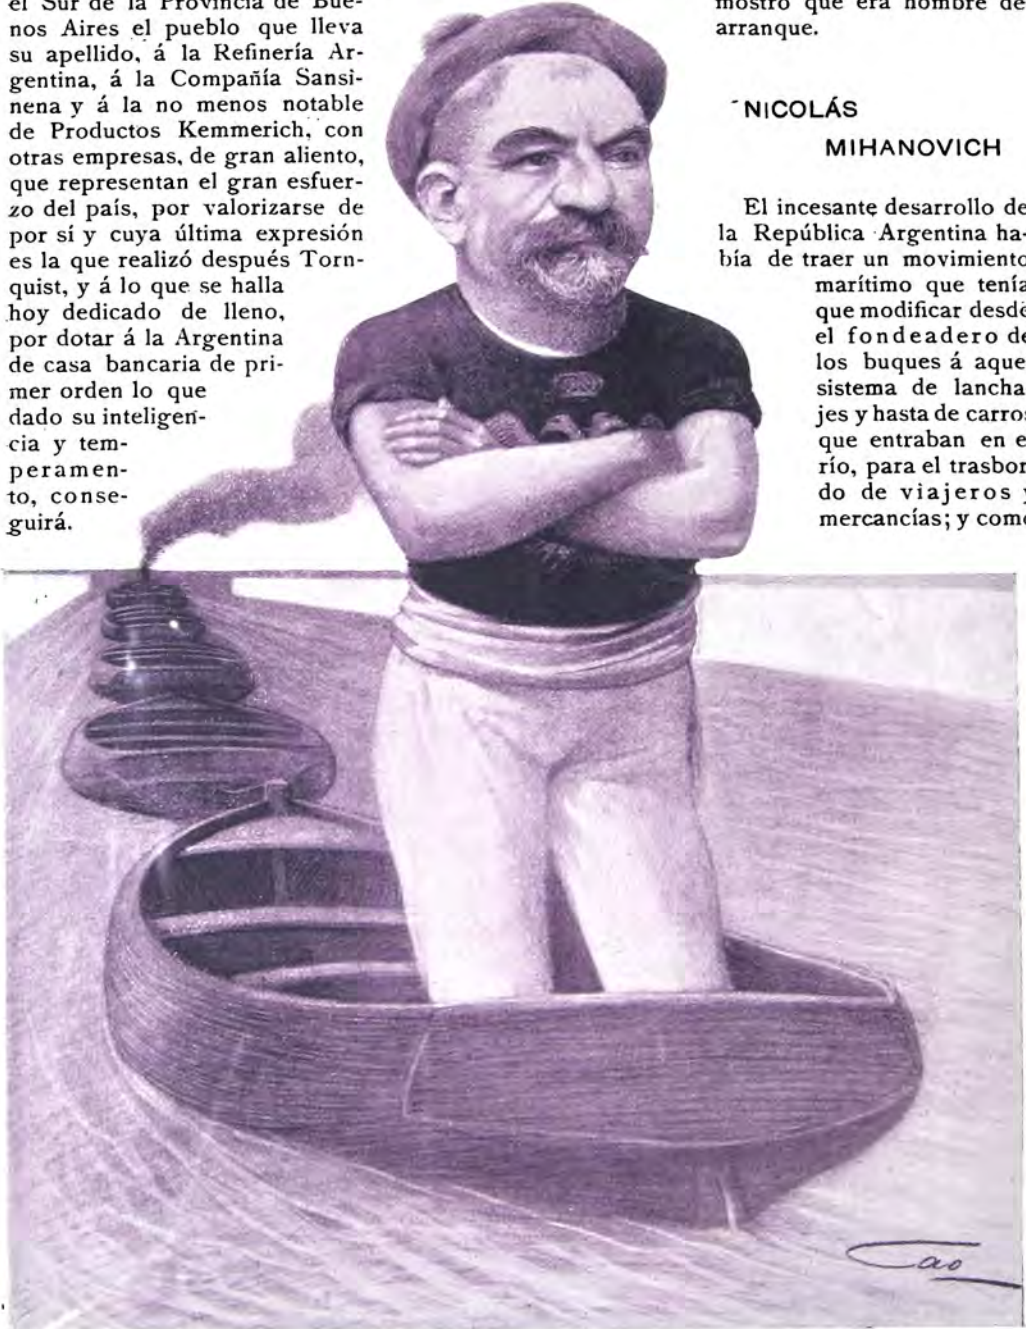 el Sur de la Provincia de Bue-
nos Aires el pueblo que lleva
su apellido, á la Refinería Ar-
gentina, á la Compañía Sansi-
nena y á la no menos notable
de Productos Kemmerich, con
otras empresas, de gran aliento,
que representan el gran esfuer-
zo del país, por valorizarse de
por sí y cuya última expresión
es la que realizó después Torn-
quist, y á lo que se halla
hoy dedicado de lleno,
por dotar á la Argentina
de casa bancaria de pri-
mer orden lo que
dado su inteligen-
cia y tem-
peramen-
to, conse-
guirá.
mostró que era hombre de
arranque.
NICOLÁS
MIHANOVICH
El incesante desarrollo de
la República Argentina ha-
bía de traer un movimiento
marítimo que tenía
que modificar desde
el fondeadero de
los buques á aque
sistema de lancha
jes y hasta de carros
que entraban en e
río, para el trasbor
do de viajeros y
mercancías; y como
Cao